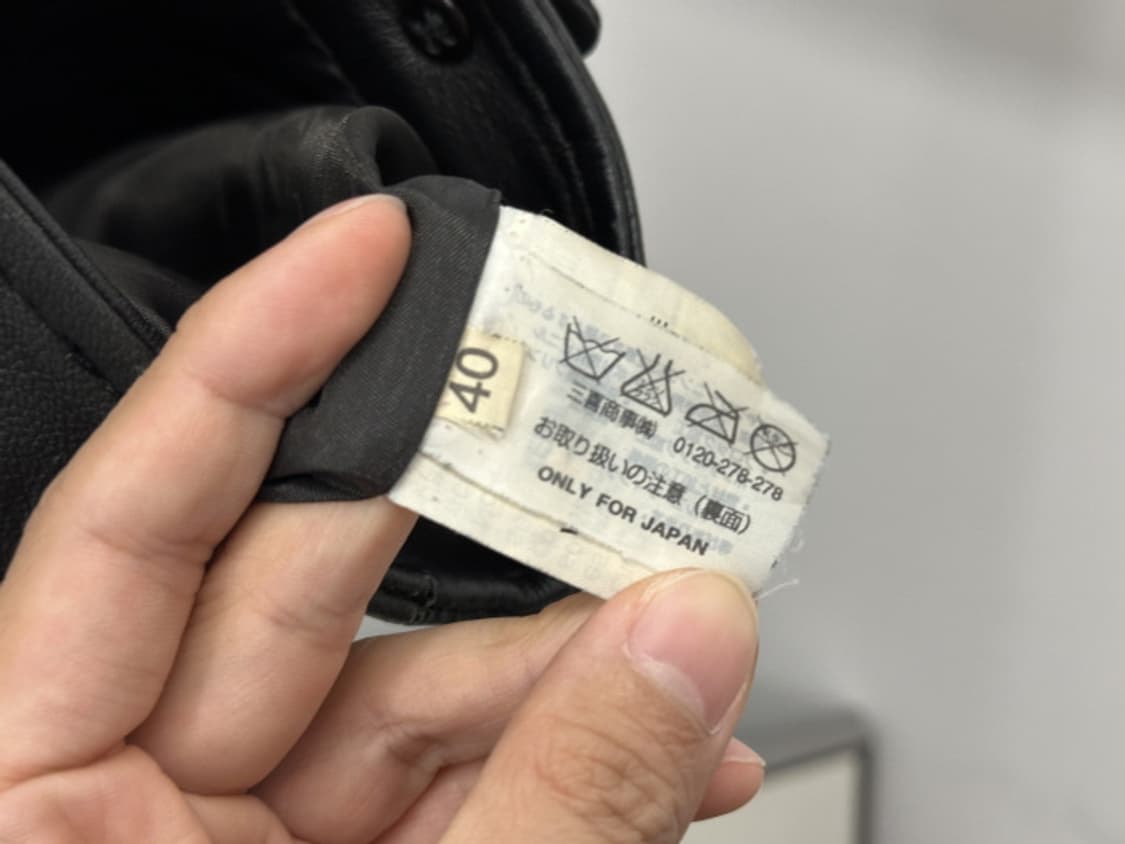 40
三喜商事㈱ 0120-278-278
お取り扱いの注意（裏面）
ONLY FOR JAPAN